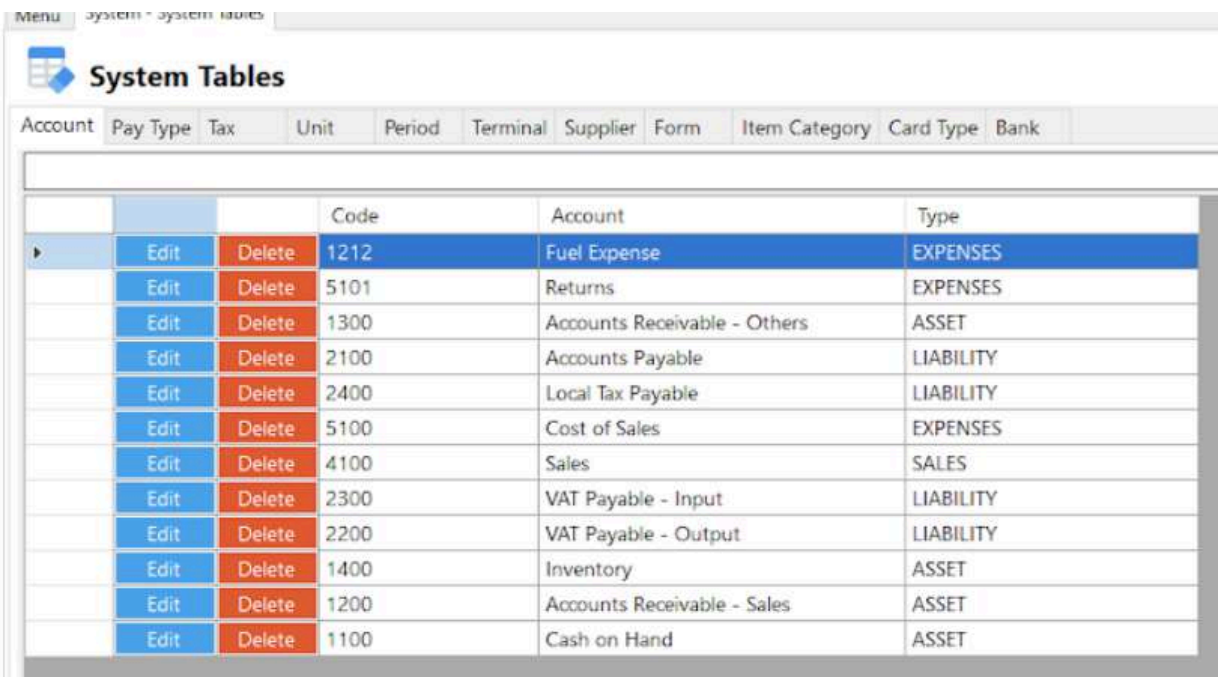 Menu System - System Tables
System Tables
Account Pay Type Tax Unit Period Terminal Supplier Form Item Category Card Type Bank
Code Account Type
Edit Delete 1212 Fuel Expense EXPENSES
Edit Delete 5101 Returns EXPENSES
Edit Delete 1300 Accounts Receivable - Others ASSET
Edit Delete 2100 Accounts Payable LIABILITY
Edit Delete 2400 Local Tax Payable LIABILITY
Edit Delete 5100 Cost of Sales EXPENSES
Edit Delete 4100 Sales SALES
Edit Delete 2300 VAT Payable - Input LIABILITY
Edit Delete 2200 VAT Payable - Output LIABILITY
Edit Delete 1400 Inventory ASSET
Edit Delete 1200 Accounts Receivable - Sales ASSET
Edit Delete 1100 Cash on Hand ASSET